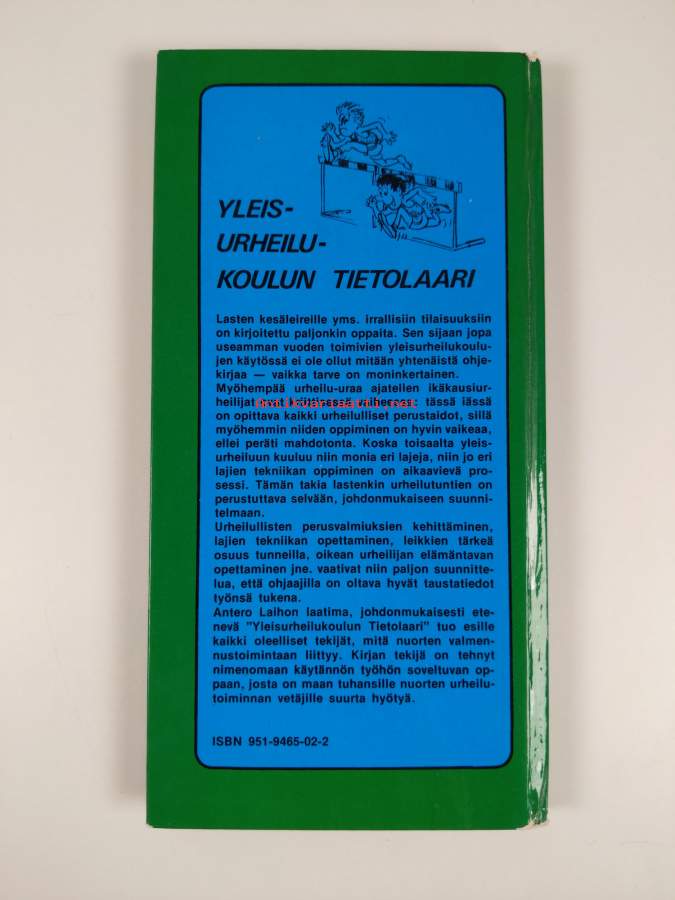 YLEIS-
URHEILU-
KOULUN TIETOLAARI
Lasten kesäleireille yms. irrallisiin tilaisuuksiin
on kirjoitettu paljonkin oppaita. Sen sijaan jopa
useamman vuoden toimivien yleisurheilukoulu-
jen käytössä ei ole ollut mitään yhtenäistä ohje-
kirjaa — vaikka tarve on moninkertainen.
Myöhempää urheilu-uraa ajatellen ikäkausiur-
heilijat tässä iässä
Antikvariaatti.net
on opittava kaikki urheilulliset perustaidot, sillä
myöhemmin niiden oppiminen on hyvin vaikeaa,
ellei peräti mahdotonta. Koska toisaalta yleis-
urheiluun kuuluu niin monia eri lajeja, niin jo eri
lajien tekniikan oppiminen on aikaavievä pro-
sessi. Tämän takia lastenkin urheilutuntien on
perustuttava selvään, johdonmukaiseen suunni-
telmaan.
Urheilullisten perusvalmiuksien kehittäminen,
lajien tekniikan opettaminen, leikkien tärkeä
osuus tunneilla, oikean urheilijan elämäntavan
opettaminen jne. vaativat niin paljon suunnitte-
lua, että ohjaajilla on oltava hyvät taustatiedot
työnsä tukena.
Antero Laihon laatima, johdonmukaisesti ete-
nevä "Yleisurheilukoulun Tietolaari" tuo esille
kaikki oleelliset tekijät, mitä nuorten valmen-
nustoimintaan liittyy. Kirjan tekijä on tehnyt
nimenomaan käytännön työhön soveltuvan op-
paan, josta on maan tuhansille nuorten urheilu-
toiminnan vetäjille suurta hyötyä.
ISBN 951-9465-02-2